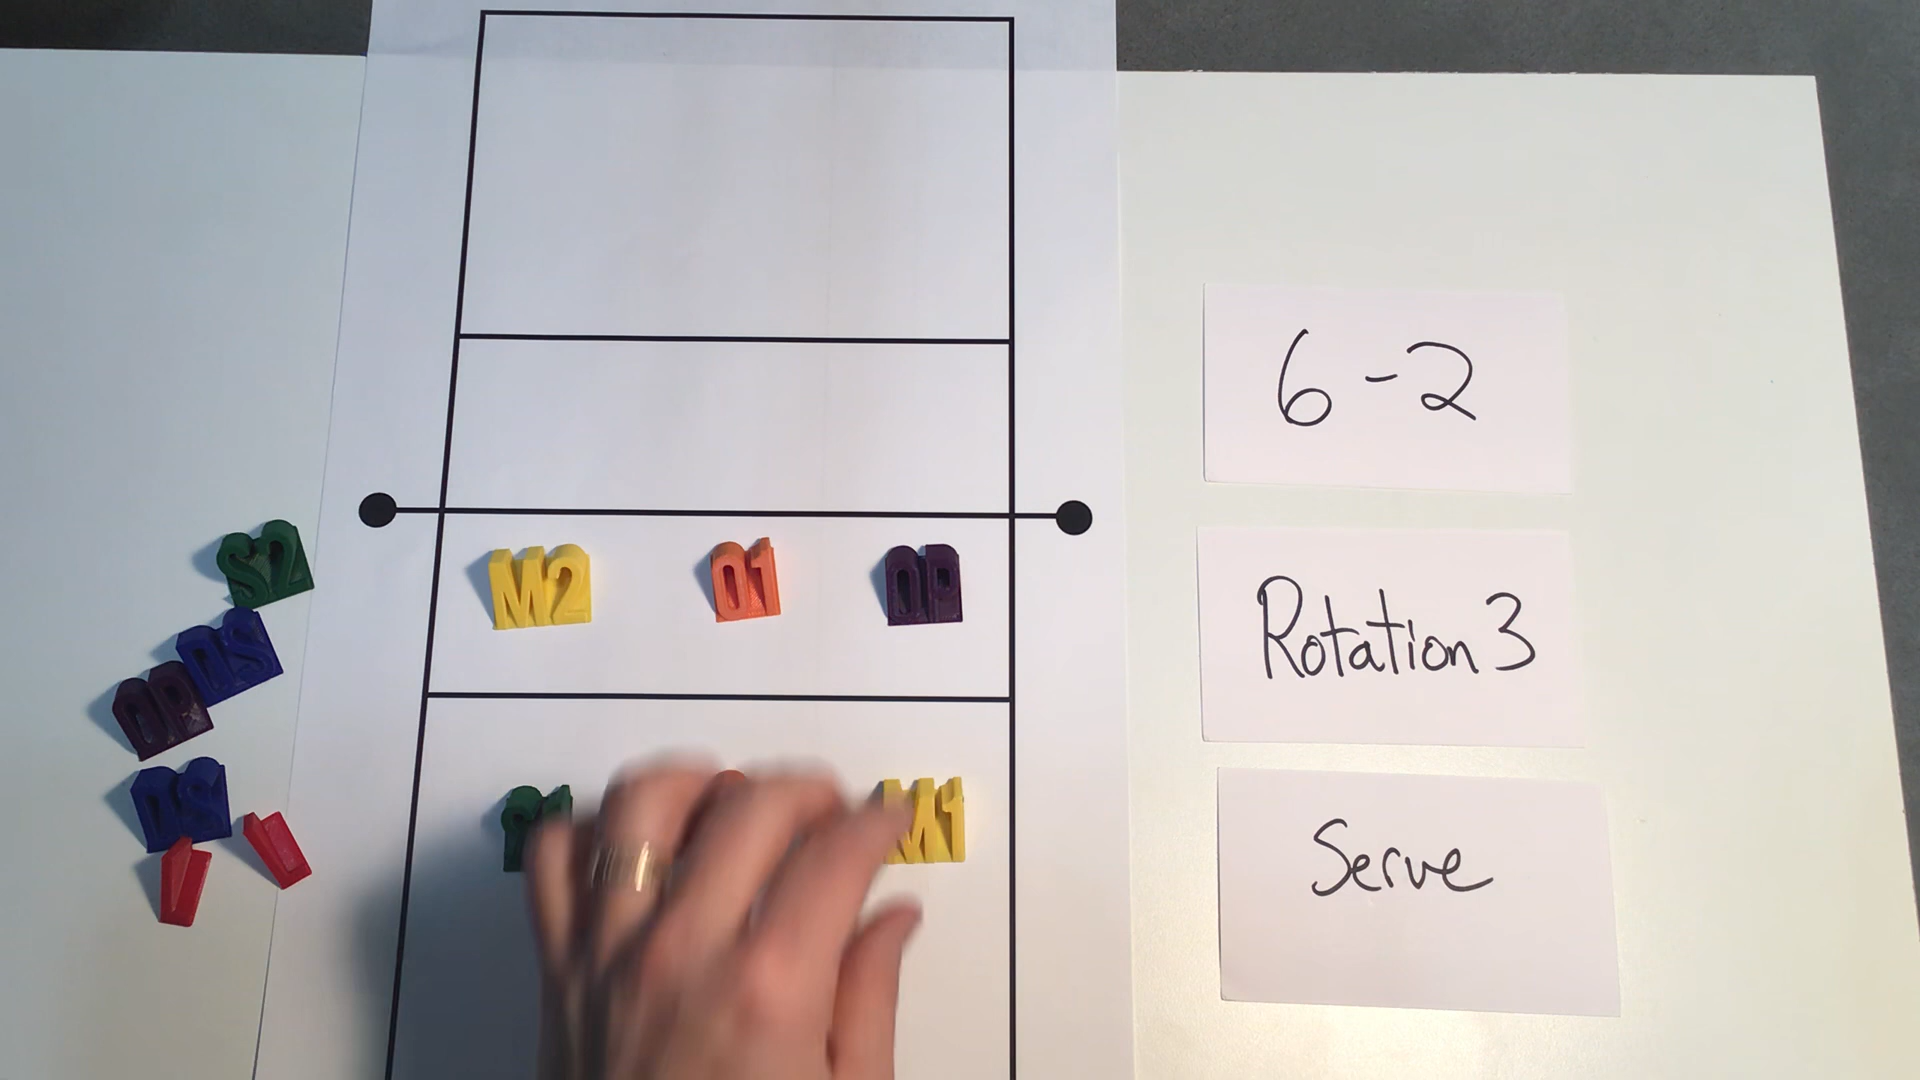 6-2
S2
M2
O1
OP
DS
Rotation 3
OP
DS
M1
Serve